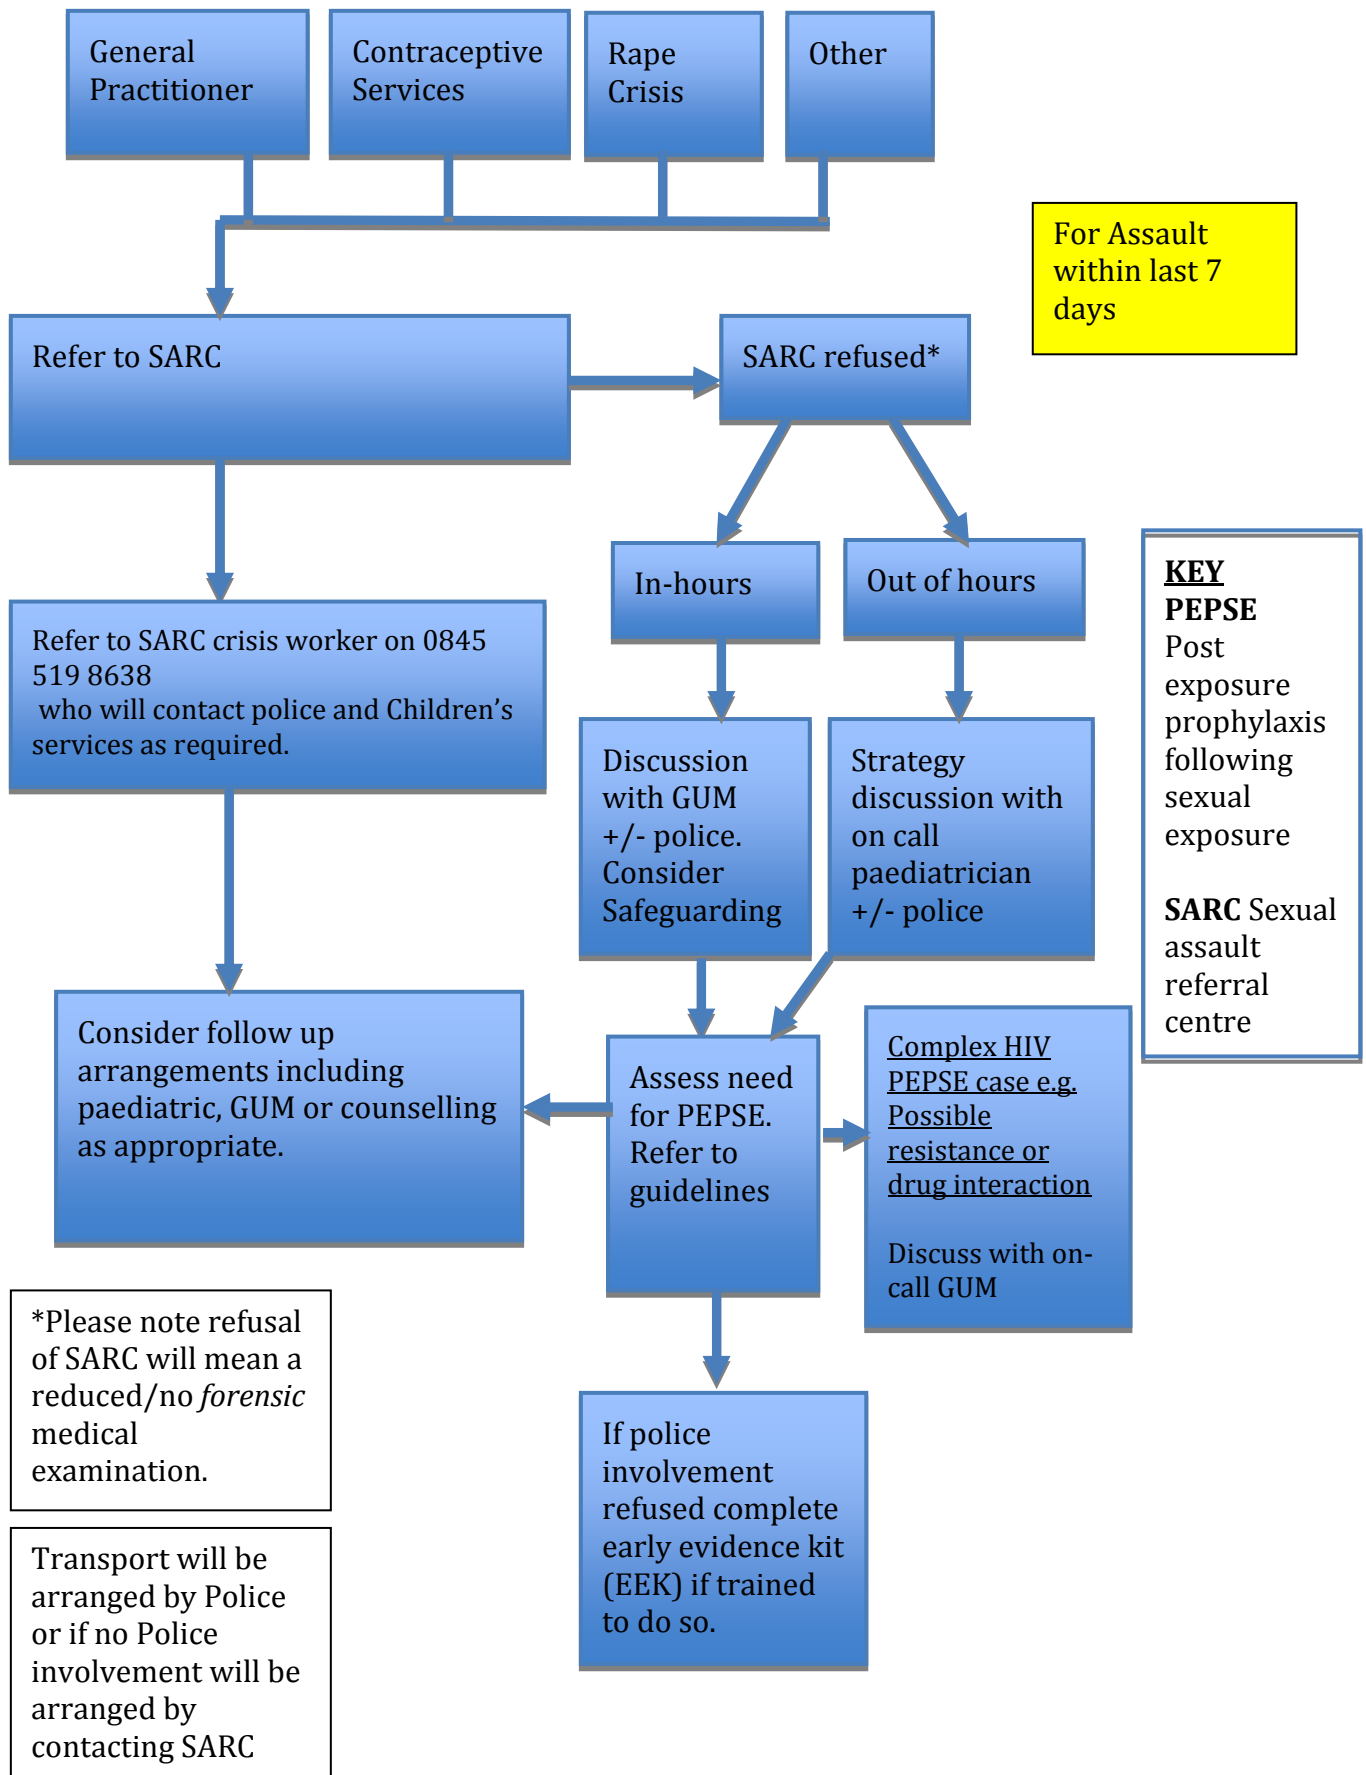 General
Practitioner
Contraceptive
Services
Rape
Crisis
Other
For Assault
within last 7
days
Refer to SARC
SARC refused*
In-hours
Out of hours
KEY
PEPSE
Post
exposure
prophylaxis
following
sexual
exposure
SARC Sexual
assault
referral
centre
Refer to SARC crisis worker on 0845
519 8638
who will contact police and Children’s
services as required.
Discussion
with GUM
+/- police.
Consider
Safeguarding
Strategy
discussion with
on call
paediatrician
+/- police
Consider follow up
arrangements including
paediatric, GUM or counselling
as appropriate.
Assess need
for PEPSE.
Refer to
guidelines
Complex HIV
PEPSE case e.g.
Possible
resistance or
drug interaction
Discuss with on-
call GUM
*Please note refusal
of SARC will mean a
reduced/no forensic
medical
examination.
If police
involvement
refused complete
early evidence kit
(EEK) if trained
to do so.
Transport will be
arranged by Police
or if no Police
involvement will be
arranged by
contacting SARC